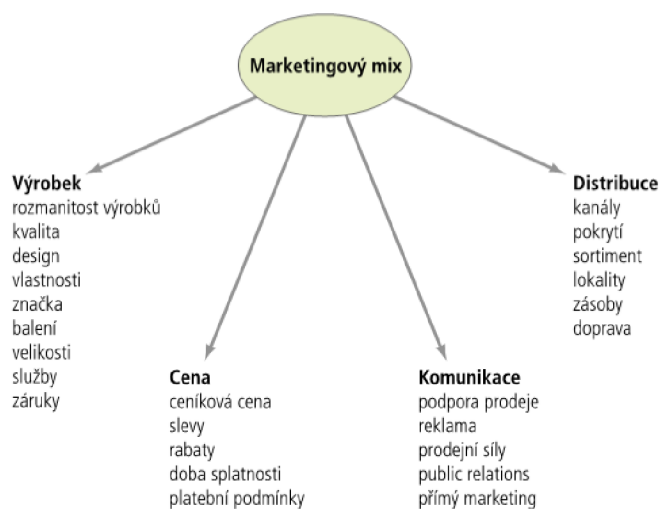 Marketingový mix
Výrobek
rozmanitost výrobků
kvalita
design
vlastnosti
značka
balení
velikosti
služby
záruky
Cena
ceníková cena
slevy
rabaty
doba splatnosti
platební podmínky
Komunikace
podpora prodeje
reklama
prodejní síly
public relations
přímý marketing
Distribuce
kanály
pokrytí
sortiment
lokality
zásoby
doprava